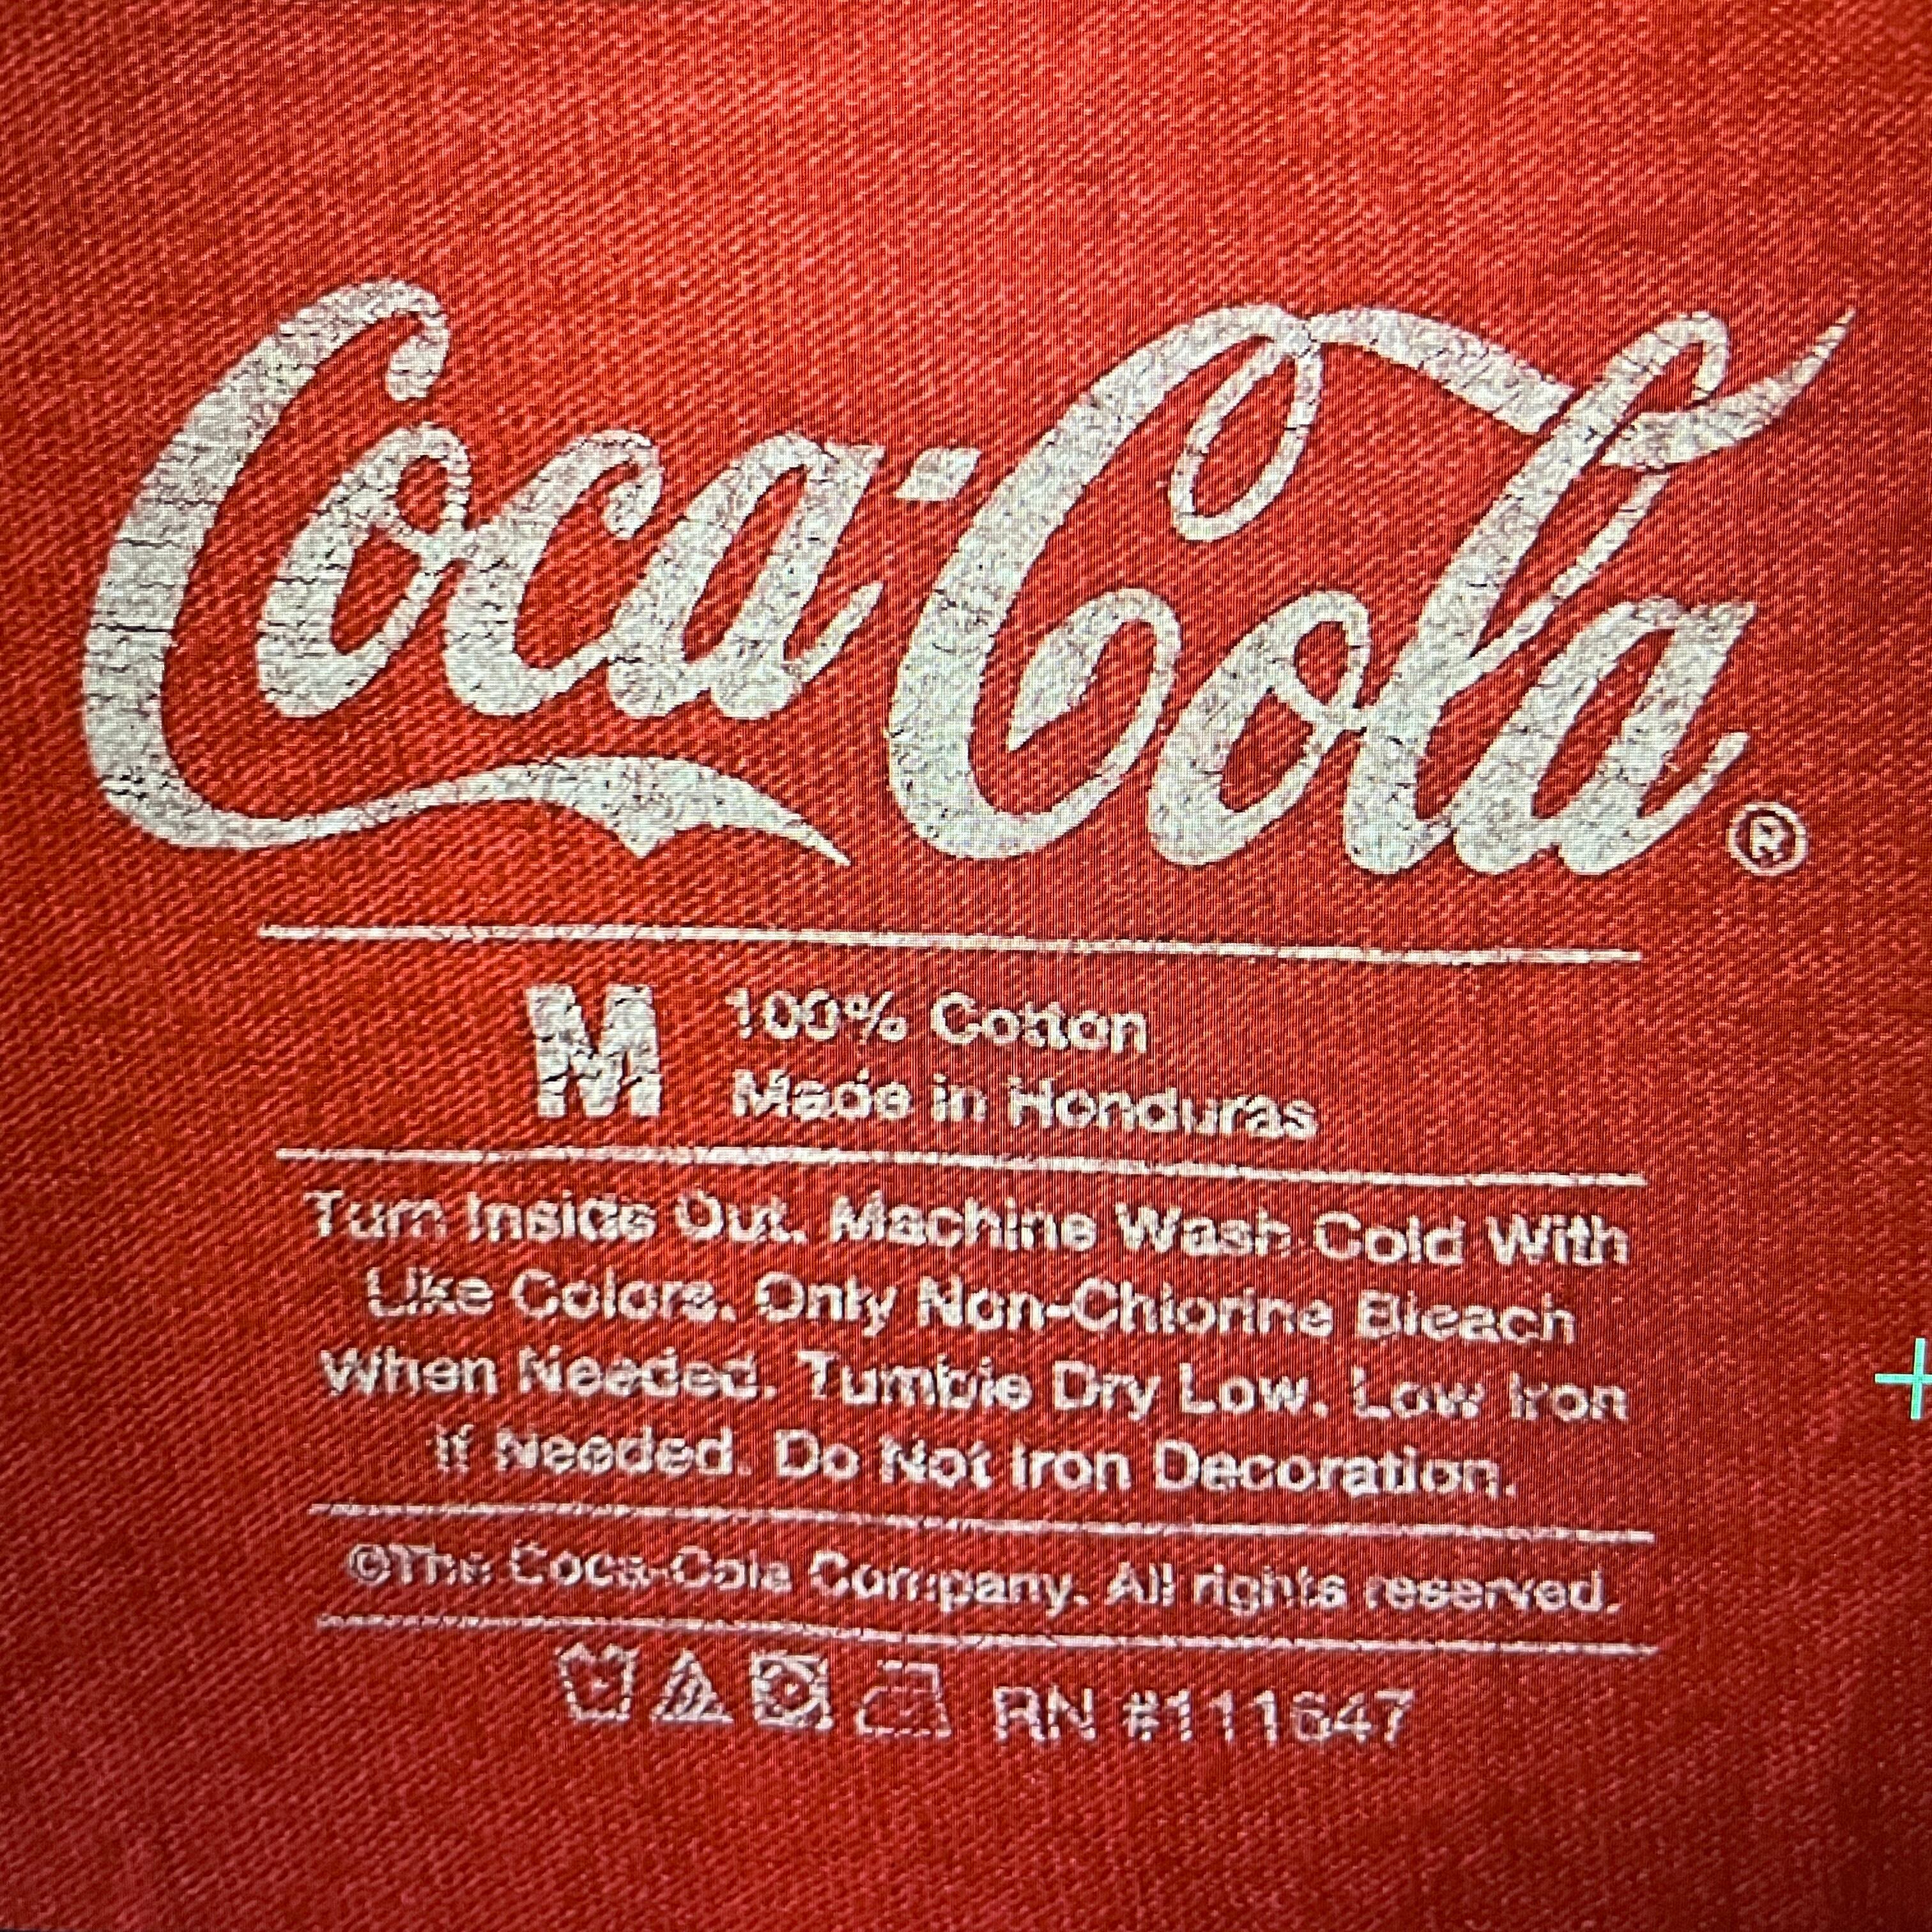 Coca-Cola®
M 100% Cotton
Made in Honduras
Turn Inside Out. Machine Wash Cold With
Like Colors. Only Non-Chlorine Bleach
When Needed. Tumble Dry Low. Low Iron
If Needed. Do Not Iron Decoration.
©The Coca-Cola Company. All rights reserved.
RN #111647